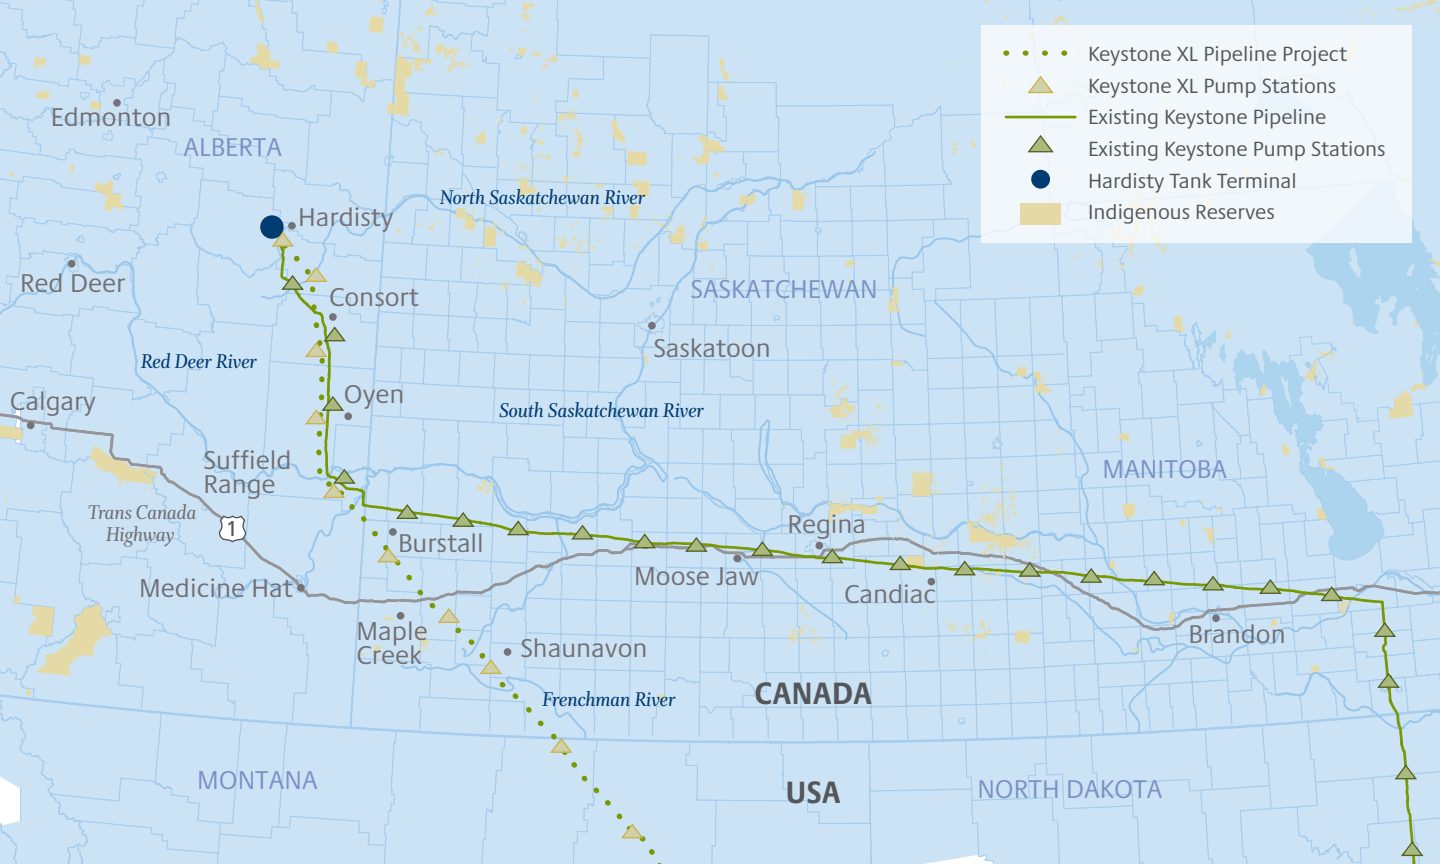 Keystone XL Pipeline Project
Keystone XL Pump Stations
Existing Keystone Pipeline
Existing Keystone Pump Stations
Hardisty Tank Terminal
Indigenous Reserves
Edmonton
ALBERTA
North Saskatchewan River
Hardisty
Red Deer
Consort
SASKATCHEWAN
Saskatoon
Red Deer River
Calgary
Oyen
South Saskatchewan River
Suffield
Range
MANITOBA
Trans Canada
Highway
1
Regina
Burstall
Medicine Hat
Moose Jaw
Candiac
Maple
Creek
Shaunavon
Brandon
Frenchman River
CANADA
MONTANA
USA
NORTH DAKOTA